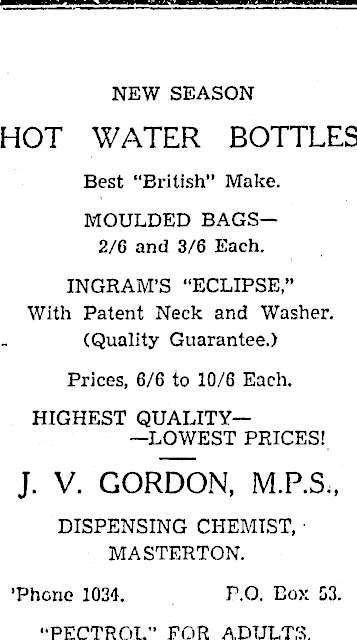 NEW SEASON
HOT WATER BOTTLES
Best "British" Make.
MOULDED BAGS—
2/6 and 3/6 Each.
INGRAM'S "ECLIPSE,"
With Patent Neck and Washer.
(Quality Guarantee.)
Prices, 6/6 to 10/6 Each.
HIGHEST QUALITY—
—LOWEST PRICES!
J. V. GORDON, M.P.S.,
DISPENSING CHEMIST,
MASTERTON.
'Phone 1034. P.O. Box 53.
"PECTROL" FOR ADULTS.